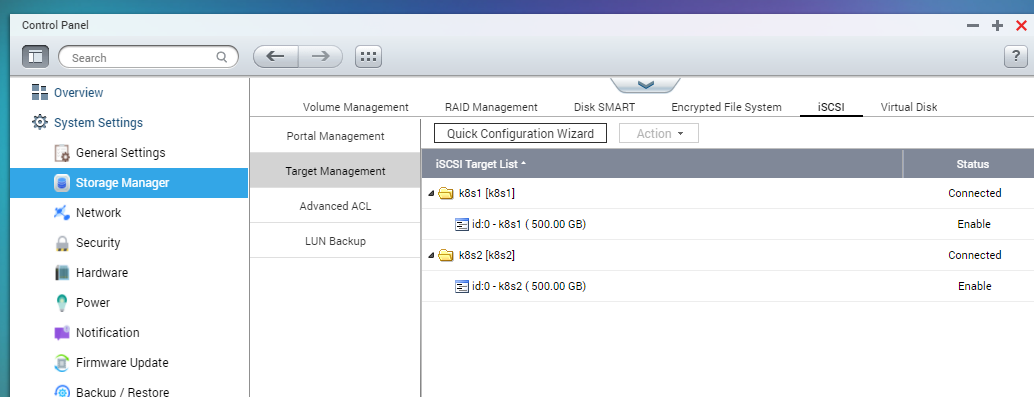 Control Panel
Search
?
Overview
System Settings
General Settings
Storage Manager
Network
Security
Hardware
Power
Notification
Firmware Update
Backup / Restore
Volume Management RAID Management Disk SMART Encrypted File System iSCSI Virtual Disk
Portal Management
Target Management
Advanced ACL
LUN Backup
Quick Configuration Wizard Action
iSCSI Target List Status
k8s1 [k8s1] Connected
id:0 - k8s1 ( 500.00 GB) Enable
k8s2 [k8s2] Connected
id:0 - k8s2 ( 500.00 GB) Enable